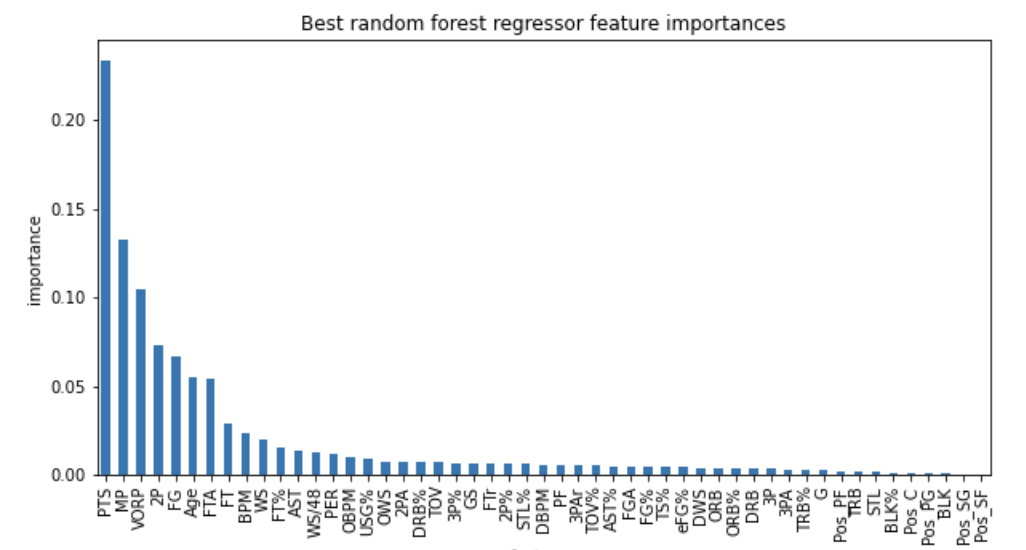 Best random forest regressor feature importances
importance
0.20
0.15
0.10
0.05
0.00
PTS
MP
VORP
2P
FG
Age
FTA
FT
BPM
WS
FT%
AST
WS/48
PER
OBPM
USG%
OWS
2PA
DRB%
TOV
3P%
GS
FTr
2P%
STL%
DBPM
PF
3PAr
TOV%
AST%
FGA
FG%
TS%
eFG%
DWS
ORB
ORB%
DRB
3P
3PA
TRB%
G
Pos_PF
TRB
STL
BLK%
Pos_C
Pos_PG
BLK
Pos_SG
Pos_SF